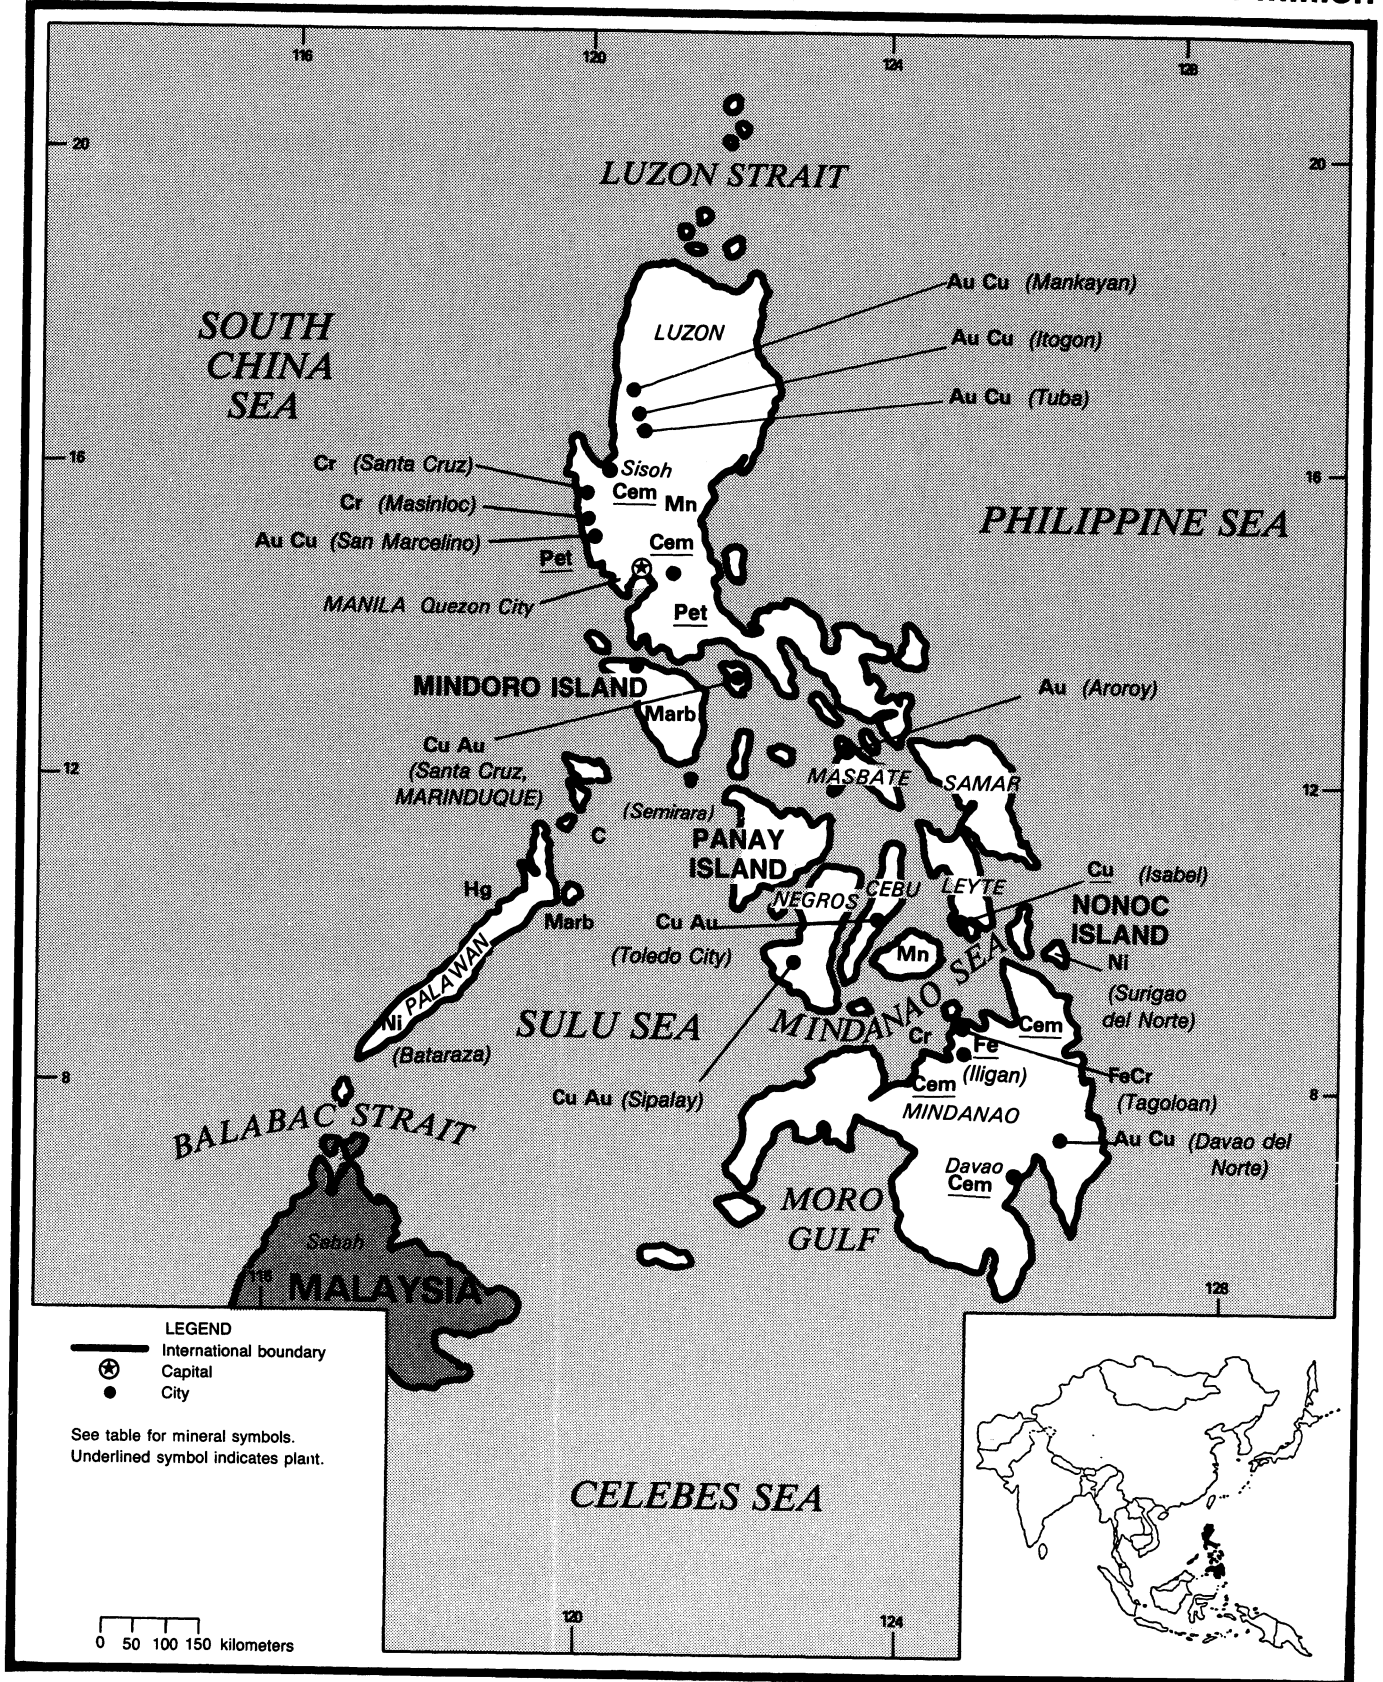 116
120
124
128
20
20
LUZON STRAIT
Au Cu (Mankayan)
SOUTH
CHINA
SEA
LUZON
Au Cu (Itogon)
Au Cu (Tuba)
16
Cr (Santa Cruz)
Sisoh
16
Cem
Mn
Cr (Masinloc)
PHILIPPINE SEA
Au Cu (San Marcelino)
Cem
Pet
MANILA Quezon City
Pet
MINDORO ISLAND
Au (Aroroy)
Marb
Cu Au
(Santa Cruz,
MARINDUQUE)
12
MASBATE
SAMAR
12
(Semirara)
C
PANAY
ISLAND
Cu (Isabel)
Hg
NEGROS
CEBU
LEYTE
NONOC
ISLAND
Marb
Cu Au
(Toledo City)
Mn
Ni
(Surigao
del Norte)
PALAWAN
Ni
(Bataraza)
SULU SEA
MINDANAO SEA
Cr
Cem
Fe
(Iligan)
8
FeCr
(Tagoloan)
Cem
8
Cu Au (Sipalay)
MINDANAO
BALABAC STRAIT
Au Cu (Davao del
Norte)
Davao
Cem
MORO
GULF
Sabah
116
MALAYSIA
128
LEGEND
International boundary
Capital
City
See table for mineral symbols.
Underlined symbol indicates plant.
CELEBES SEA
120
124
0 50 100 150 kilometers